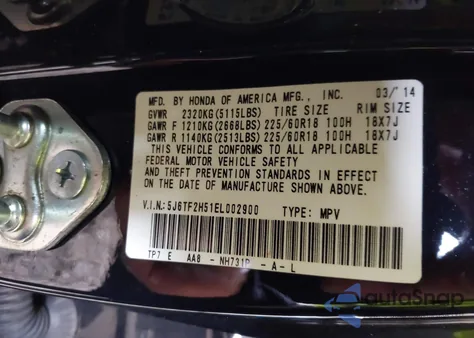 MFD. BY HONDA OF AMERICA MFG., INC. 03/'14
GVWR 2320KG(5115LBS) TIRE SIZE RIM SIZE
GAWR F 1210KG(2668LBS) 225/60R18 100H 18X7J
GAWR R 1140KG(2513LBS) 225/60R18 100H 18X7J
THIS VEHICLE CONFORMS TO ALL APPLICABLE
FEDERAL MOTOR VEHICLE SAFETY
AND THEFT PREVENTION STANDARDS IN EFFECT
ON THE DATE OF MANUFACTURE SHOWN ABOVE.
V.I.N.:5J6TF2H51EL002900 TYPE: MPV
TP7 E AA8 - NH731P - A - L
autoSnap